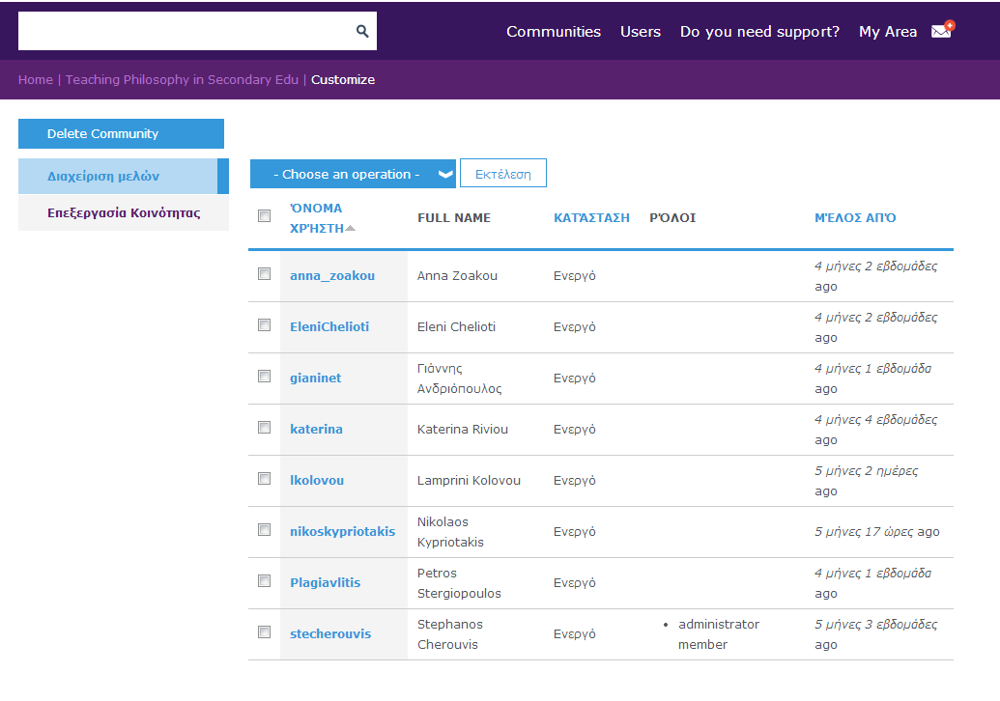 Communities Users Do you need support? My Area
Home | Teaching Philosophy in Secondary Edu | Customize
Delete Community
Διαχείριση μελών
Επεξεργασία Κοινότητας
- Choose an operation - Εκτέλεση
ΌΝΟΜΑ
ΧΡΉΣΤΗ
FULL NAME
ΚΑΤΆΣΤΑΣΗ
ΡΌΛΟΙ
ΜΈΛΟΣ ΑΠΌ
anna_zoakou
Anna Zoakou
Ενεργό
4 μήνες 2 εβδομάδες
ago
EleniChelioti
Eleni Chelioti
Ενεργό
4 μήνες 2 εβδομάδες
ago
gianinet
Γιάννης
Ανδριόπουλος
Ενεργό
4 μήνες 1 εβδομάδα
ago
katerina
Katerina Riviou
Ενεργό
4 μήνες 4 εβδομάδες
ago
lkolovou
Lamprini Kolovou
Ενεργό
5 μήνες 2 ημέρες
ago
nikoskypriotakis
Nikolaos
Kypriotakis
Ενεργό
5 μήνες 17 ώρες ago
Plagiavlitis
Petros
Stergiopoulos
Ενεργό
4 μήνες 1 εβδομάδα
ago
stecherouvis
Stephanos
Cherouvis
Ενεργό
• administrator
member
5 μήνες 3 εβδομάδες
ago